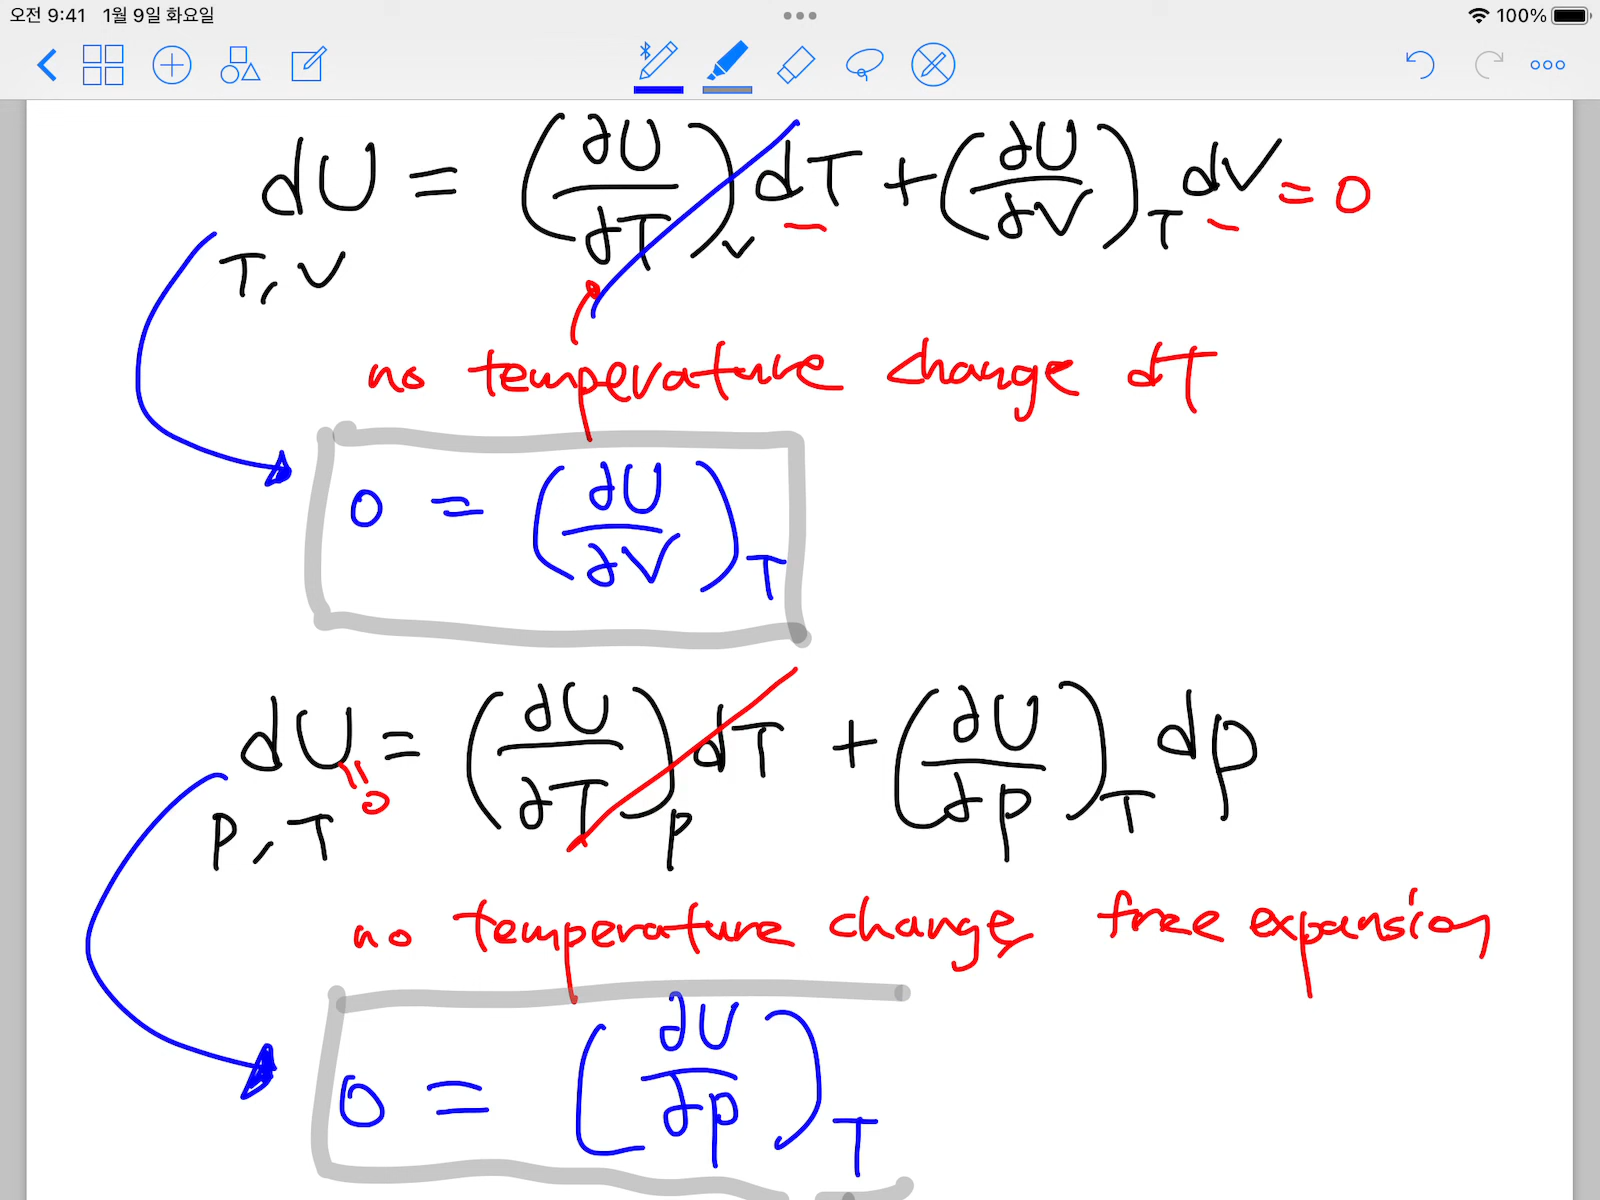 오전 9:41 1월 9일 화요일 100%
dU = (∂U/∂T)_V dT + (∂U/∂V)_T dV = 0
T, V
no temperature change dT
0 = (∂U/∂V)_T
dU = (∂U/∂T)_p dT + (∂U/∂p)_T dp
0
P, T
no temperature change, free expansion
0 = (∂U/∂p)_T